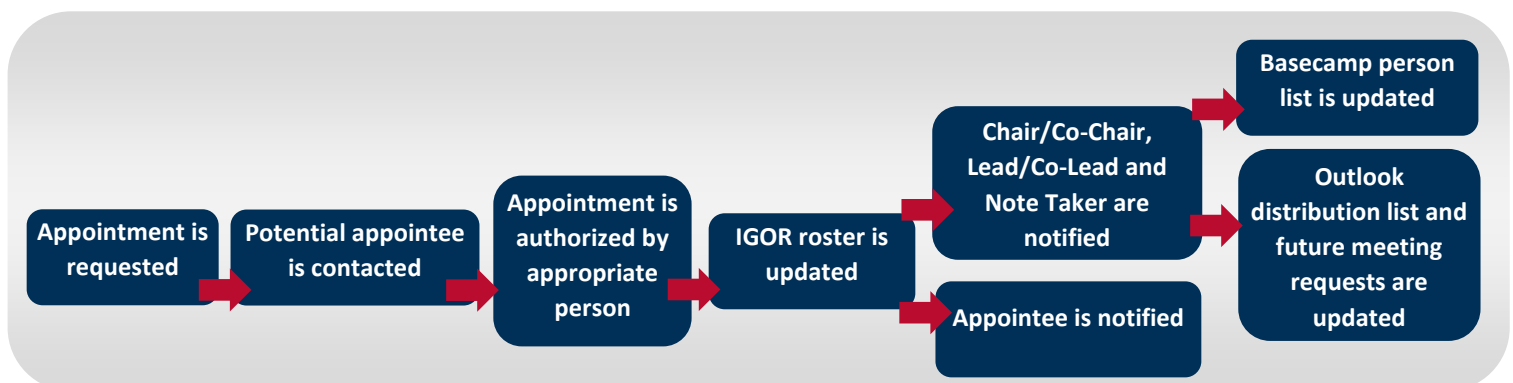 Appointment is
requested
Potential appointee
is contacted
Appointment is
authorized by
appropriate
person
IGOR roster is
updated
Chair/Co-Chair,
Lead/Co-Lead and
Note Taker are
notified
Appointee is notified
Basecamp person
list is updated
Outlook
distribution list and
future meeting
requests are
updated